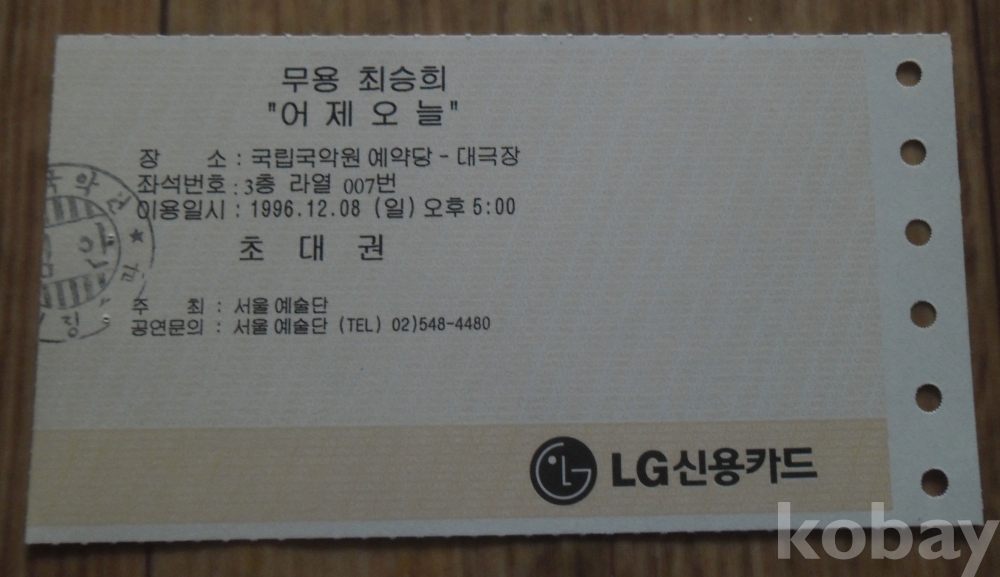 무용 최승희
"어 제 오 늘"
장 소 : 국립국악원 예악당 - 대극장
좌석번호 : 3층 라열 007번
이용일시 : 1996.12.08 (일) 오후 5:00
초 대 권
주 최 : 서울 예술단
공연문의 : 서울 예술단 (TEL) 02)548-4480
LG 신용카드
kobay